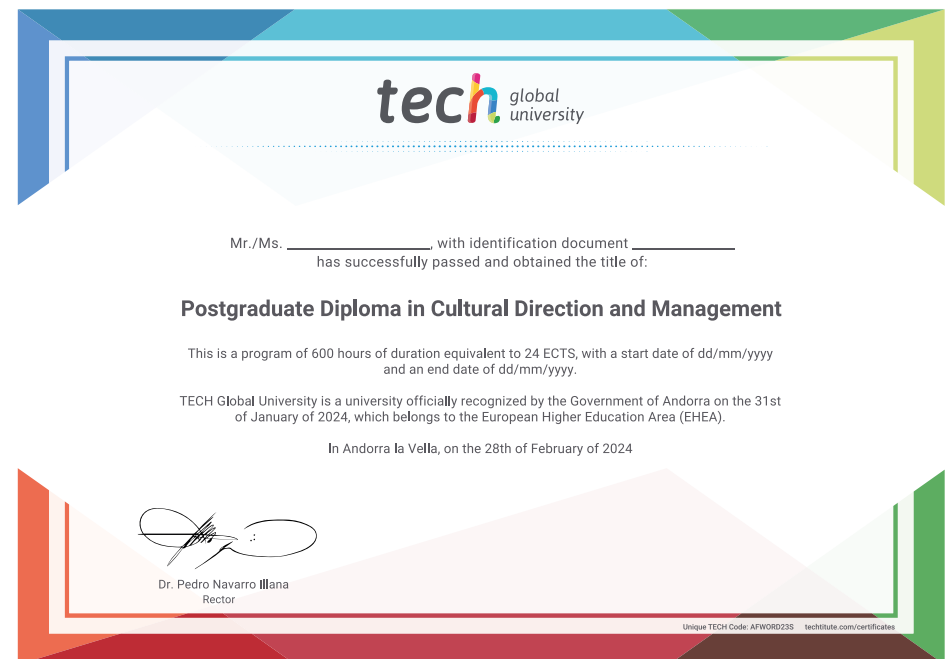 tech global
university
Mr./Ms. ____________, with identification document ____________
has successfully passed and obtained the title of:
Postgraduate Diploma in Cultural Direction and Management
This is a program of 600 hours of duration equivalent to 24 ECTS, with a start date of dd/mm/yyyy
and an end date of dd/mm/yyyy.
TECH Global University is a university officially recognized by the Government of Andorra on the 31st
of January of 2024, which belongs to the European Higher Education Area (EHEA).
In Andorra la Vella, on the 28th of February of 2024
Dr. Pedro Navarro Illana
Rector
Unique TECH Code: AFWORD23S techtitute.com/certificates